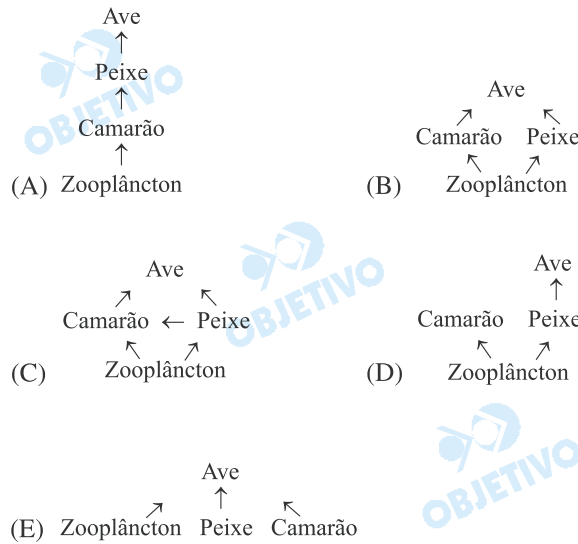 Ave
↑
Peixe
↑
Camarão
↑
(A) Zooplâncton
Ave
↗ ↖
Camarão Peixe
↖ ↗
(B) Zooplâncton
Ave
↗ ↖
Camarão ← Peixe
↖ ↗
(C) Zooplâncton
Ave
↑
Camarão Peixe
↖ ↗
(D) Zooplâncton
Ave
↗ ↑ ↖
(E) Zooplâncton Peixe Camarão
OBJETIVO
OBJETIVO
OBJETIVO